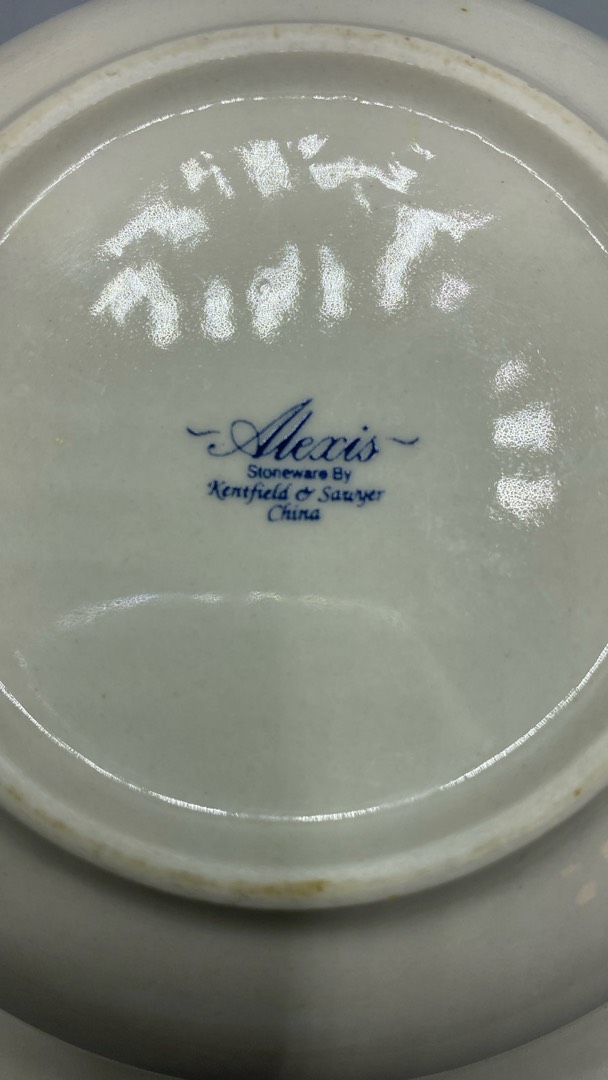 ~Alexis~
Stoneware By
Kentfield & Sawyer
China